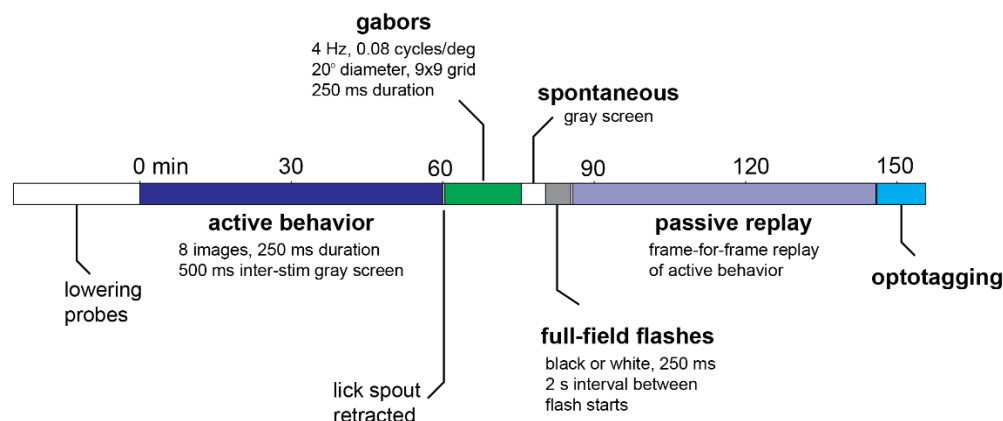 gabors
4 Hz, 0.08 cycles/deg
20° diameter, 9x9 grid
250 ms duration
spontaneous
gray screen
0 min
30
60
90
120
150
active behavior
8 images, 250 ms duration
500 ms inter-stim gray screen
passive replay
frame-for-frame replay
of active behavior
optotagging
lowering
probes
full-field flashes
black or white, 250 ms
2 s interval between
flash starts
lick spout
retracted